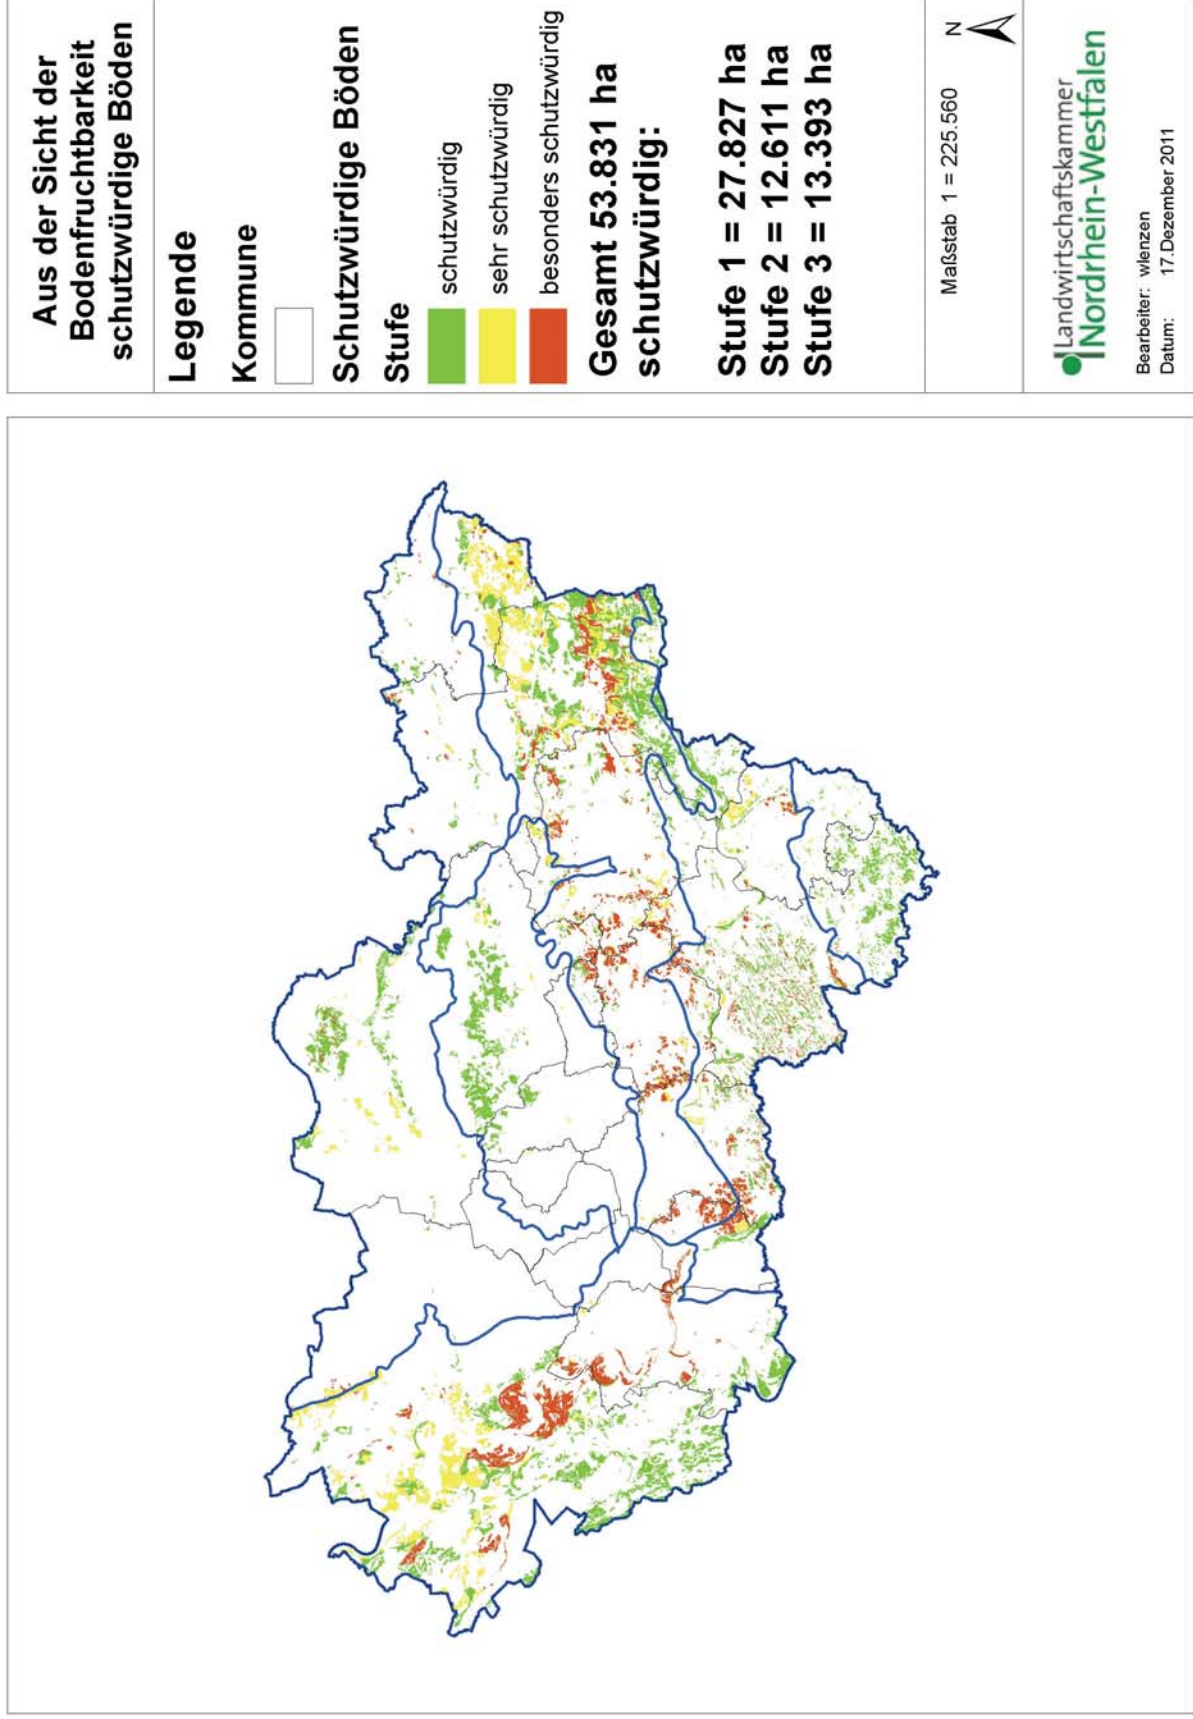 Aus der Sicht der
Bodenfruchtbarkeit
schutzwürdige Böden
Legende
Kommune
Schutzwürdige Böden
Stufe
schutzwürdig
sehr schutzwürdig
besonders schutzwürdig
Gesamt 53.831 ha
schutzwürdig:
Stufe 1 = 27.827 ha
Stufe 2 = 12.611 ha
Stufe 3 = 13.393 ha
Maßstab 1 = 225.560
N
Landwirtschaftskammer
Nordrhein-Westfalen
Bearbeiter: wlenzen
Datum: 17.Dezember 2011